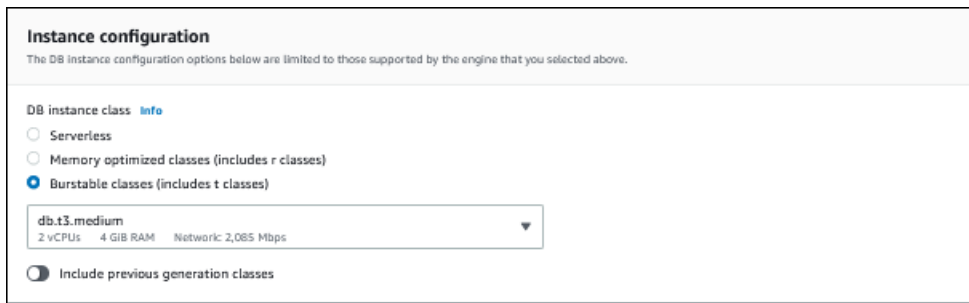 Instance configuration
The DB instance configuration options below are limited to those supported by the engine that you selected above.
DB instance class Info
Serverless
Memory optimized classes (includes r classes)
Burstable classes (includes t classes)
db.t3.medium
2 vCPUs 4 GiB RAM Network: 2,085 Mbps
Include previous generation classes